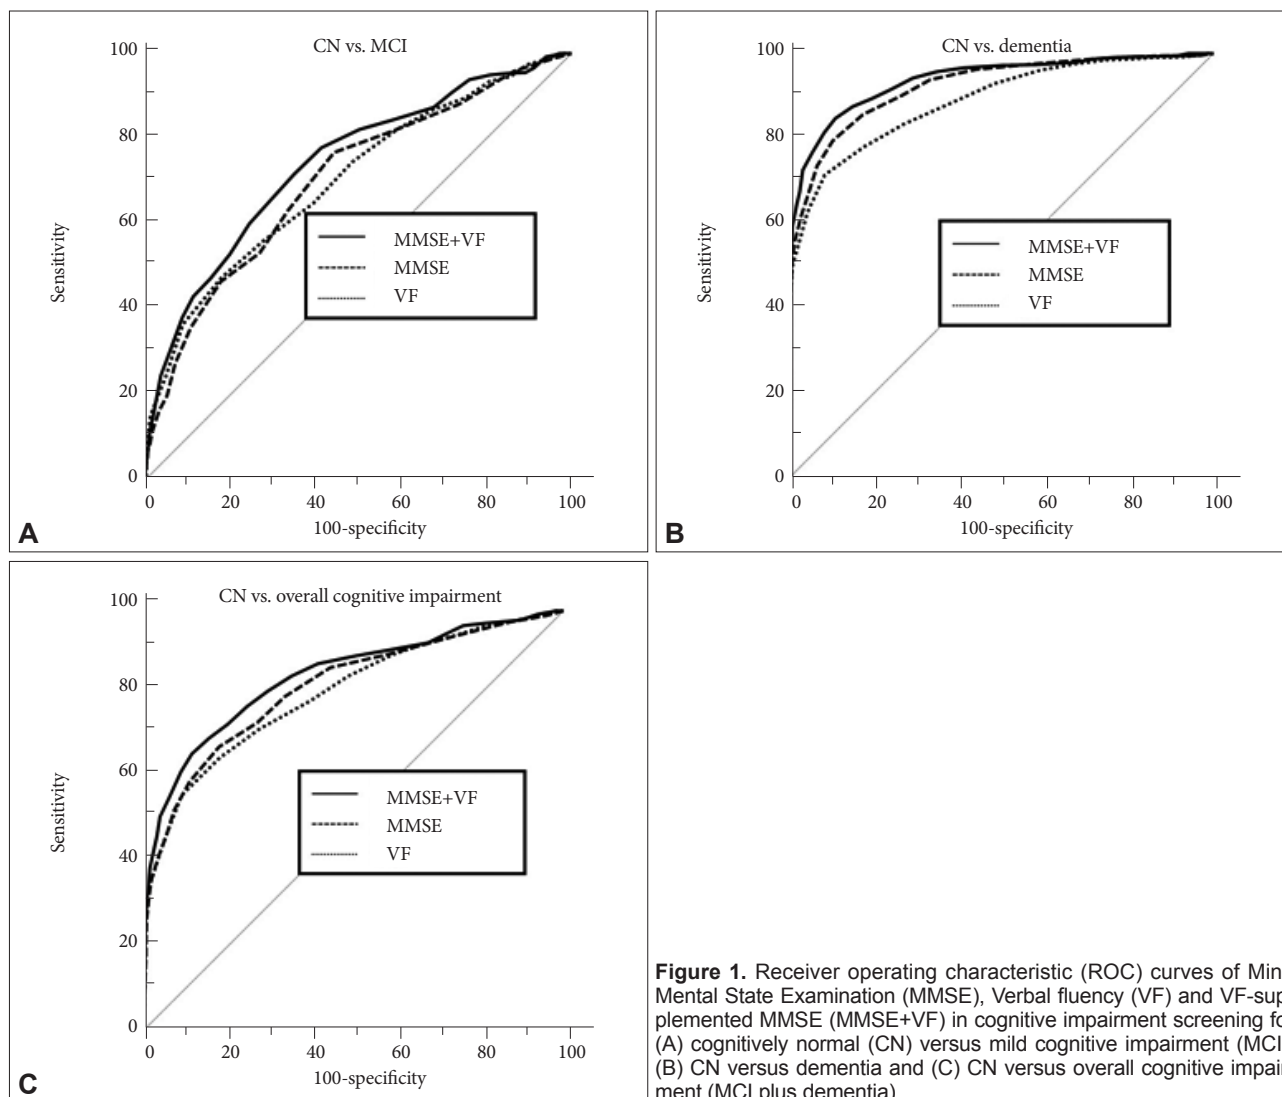 CN vs. MCI
100
80
60
40
20
0
Sensitivity
MMSE+VF
MMSE
VF
0 20 40 60 80 100
100-specificity
A
CN vs. dementia
100
80
60
40
20
0
Sensitivity
MMSE+VF
MMSE
VF
0 20 40 60 80 100
100-specificity
B
CN vs. overall cognitive impairment
100
80
60
40
20
0
Sensitivity
MMSE+VF
MMSE
VF
0 20 40 60 80 100
100-specificity
C
Figure 1. Receiver operating characteristic (ROC) curves of Min
Mental State Examination (MMSE), Verbal fluency (VF) and VF-sup
plemented MMSE (MMSE+VF) in cognitive impairment screening fo
(A) cognitively normal (CN) versus mild cognitive impairment (MCI
(B) CN versus dementia and (C) CN versus overall cognitive impair
ment (MCI plus dementia)